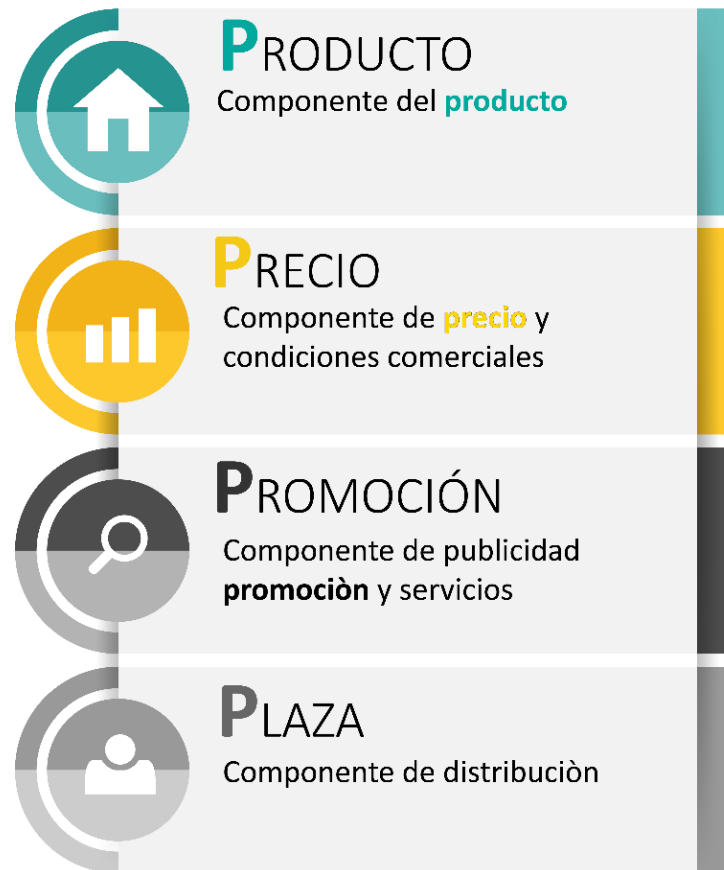 PRODUCTO
Componente del producto
PRECIO
Componente de precio y
condiciones comerciales
PROMOCIÓN
Componente de publicidad
promociòn y servicios
PLAZA
Componente de distribuciòn